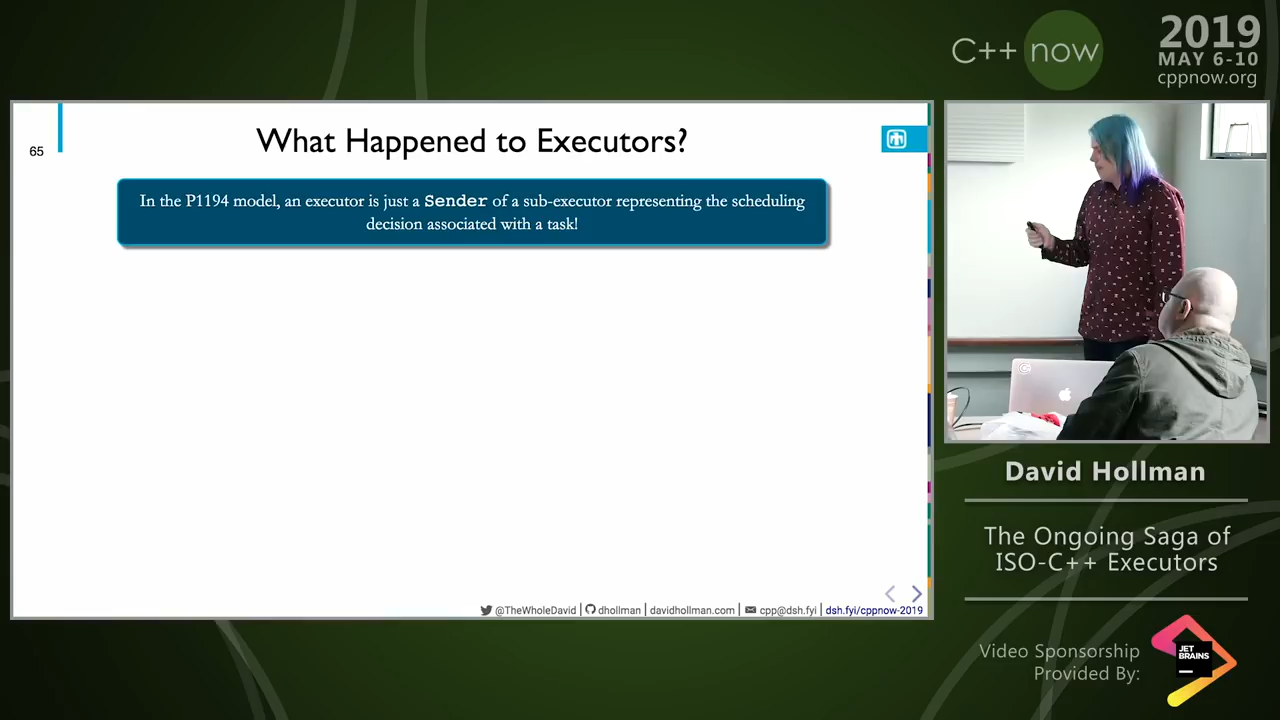 C++ now
2019
MAY 6-10
cppnow.org
65
What Happened to Executors?
In the P1194 model, an executor is just a Sender of a sub-executor representing the scheduling
decision associated with a task!
@TheWholeDavid | dhollman | davidhollman.com | cpp@dsh.fyi | dsh.fyi/cppnow-2019
David Hollman
The Ongoing Saga of
ISO-C++ Executors
Video Sponsorship
Provided By:
JET
BRAINS